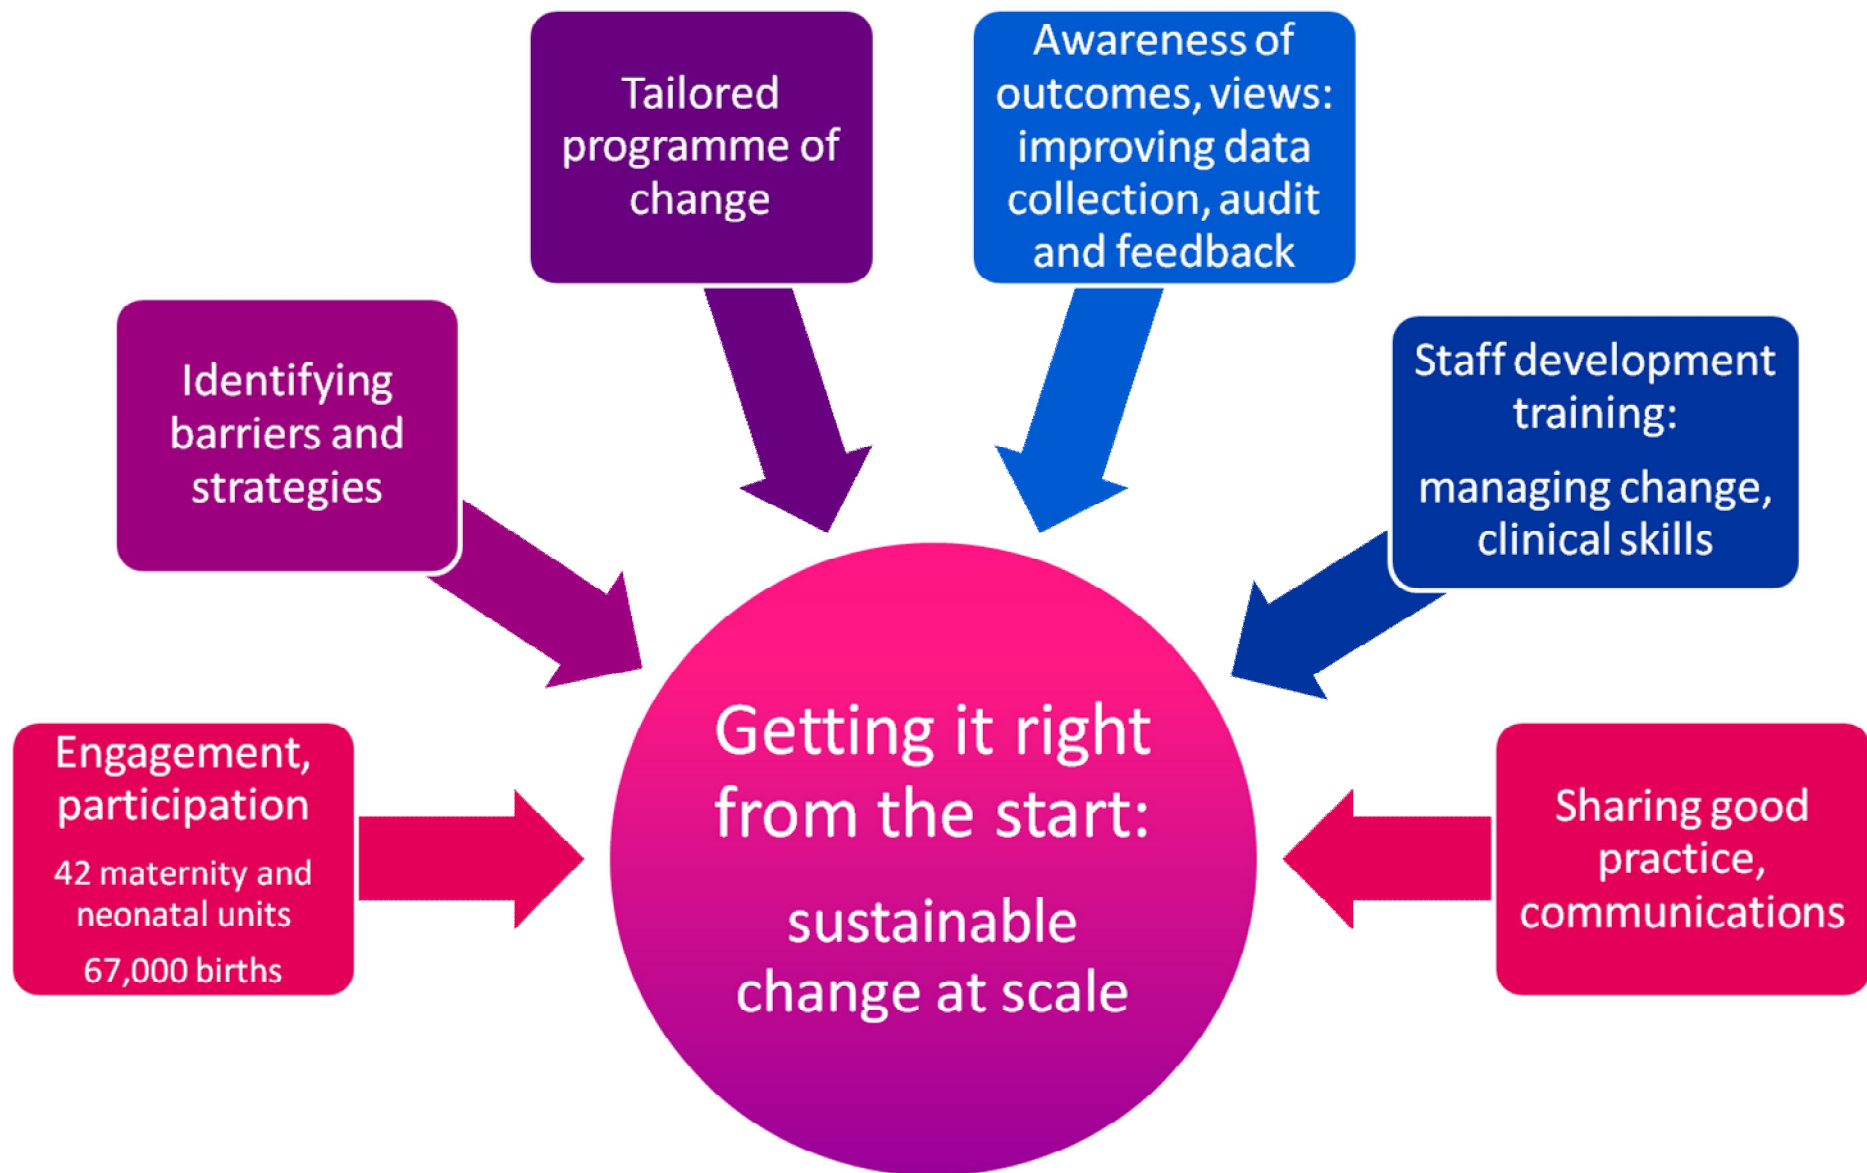 Tailored
programme of
change
Awareness of
outcomes, views:
improving data
collection, audit
and feedback
Identifying
barriers and
strategies
Staff development
training:
managing change,
clinical skills
Engagement,
participation
42 maternity and
neonatal units
67,000 births
Getting it right
from the start:
sustainable
change at scale
Sharing good
practice,
communications